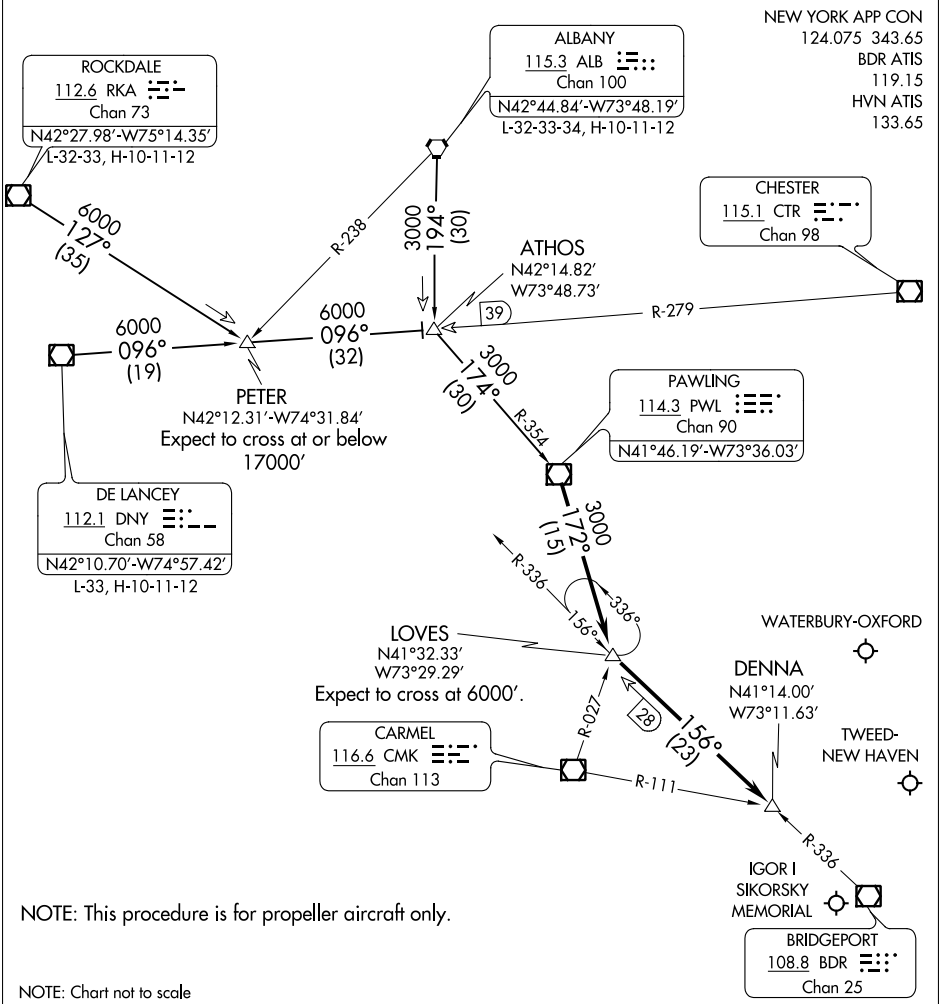 NEW YORK APP CON
124.075 343.65
BDR ATIS
119.15
HVN ATIS
133.65
ALBANY
115.3 ALB
Chan 100
N42°44.84'-W73°48.19'
L-32-33-34, H-10-11-12
ROCKDALE
112.6 RKA
Chan 73
N42°27.98'-W75°14.35'
L-32-33, H-10-11-12
CHESTER
115.1 CTR
Chan 98
6000
127°
(35)
R-238
3000
194°
(30)
ATHOS
N42°14.82'
W73°48.73'
39
R-279
6000
096°
(19)
6000
096°
(32)
3000
174°
(30)
R-354
PETER
N42°12.31'-W74°31.84'
Expect to cross at or below
17000'
PAWLING
114.3 PWL
Chan 90
N41°46.19'-W73°36.03'
DE LANCEY
112.1 DNY
Chan 58
N42°10.70'-W74°57.42'
L-33, H-10-11-12
3000
172°
(15)
R-336
156°
336°
LOVES
N41°32.33'
W73°29.29'
Expect to cross at 6000'.
WATERBURY-OXFORD
DENNA
N41°14.00'
W73°11.63'
R-027
28
156°
(23)
TWEED-
NEW HAVEN
CARMEL
116.6 CMK
Chan 113
R-111
R-336
IGOR I
SIKORSKY
MEMORIAL
BRIDGEPORT
108.8 BDR
Chan 25
NOTE: This procedure is for propeller aircraft only.
NOTE: Chart not to scale